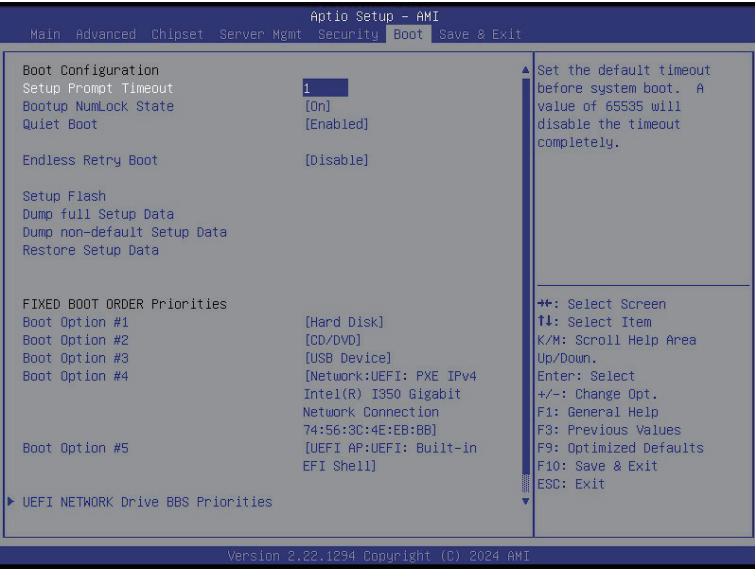 Aptio Setup – AMI
Main Advanced Chipset Server Mgmt Security Boot Save & Exit
Boot Configuration
Setup Prompt Timeout 1
Bootup NumLock State [On]
Quiet Boot [Enabled]
Endless Retry Boot [Disable]
Setup Flash
Dump full Setup Data
Dump non-default Setup Data
Restore Setup Data
FIXED BOOT ORDER Priorities
Boot Option #1 [Hard Disk]
Boot Option #2 [CD/DVD]
Boot Option #3 [USB Device]
Boot Option #4 [Network:UEFI: PXE IPv4
Intel(R) I350 Gigabit
Network Connection
74:56:3C:4E:EB:BB]
Boot Option #5 [UEFI AP:UEFI: Built-in
EFI Shell]
UEFI NETWORK Drive BBS Priorities
Set the default timeout
before system boot. A
value of 65535 will
disable the timeout
completely.
→←: Select Screen
↑↓: Select Item
K/M: Scroll Help Area
Up/Down.
Enter: Select
+/-: Change Opt.
F1: General Help
F3: Previous Values
F9: Optimized Defaults
F10: Save & Exit
ESC: Exit
Version 2.22.1294 Copyright (C) 2024 AMI